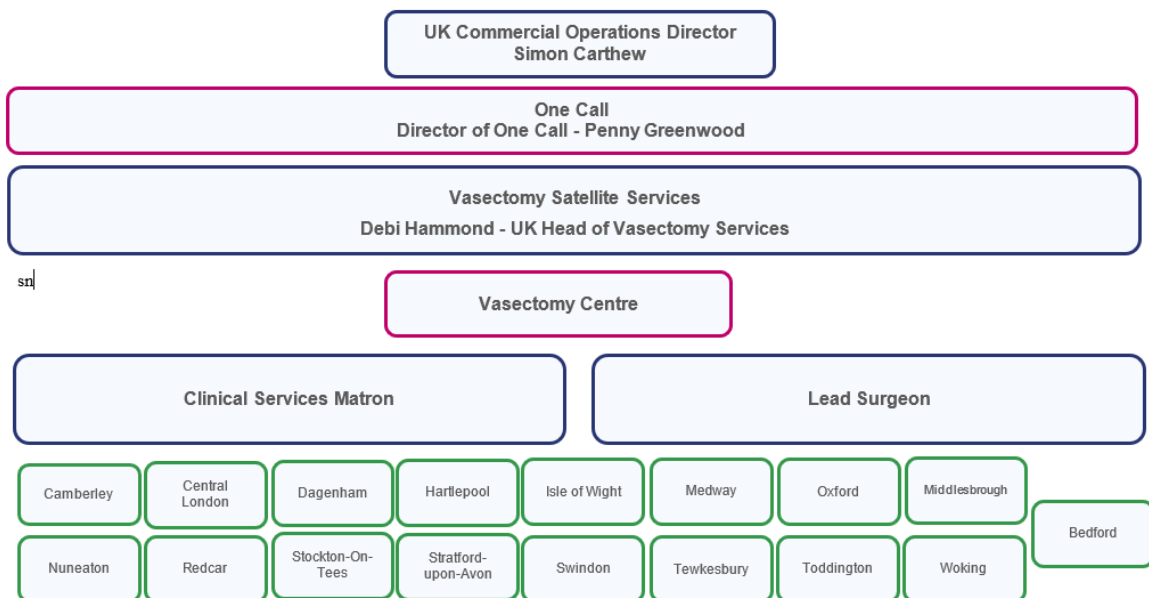 UK Commercial Operations Director
Simon Carthew
One Call
Director of One Call - Penny Greenwood
Vasectomy Satellite Services
Debi Hammond - UK Head of Vasectomy Services
sn
Vasectomy Centre
Clinical Services Matron
Lead Surgeon
Camberley
Central
London
Dagenham
Hartlepool
Isle of Wight
Medway
Oxford
Middlesbrough
Bedford
Nuneaton
Redcar
Stockton-On-
Tees
Stratford-
upon-Avon
Swindon
Tewkesbury
Toddington
Woking